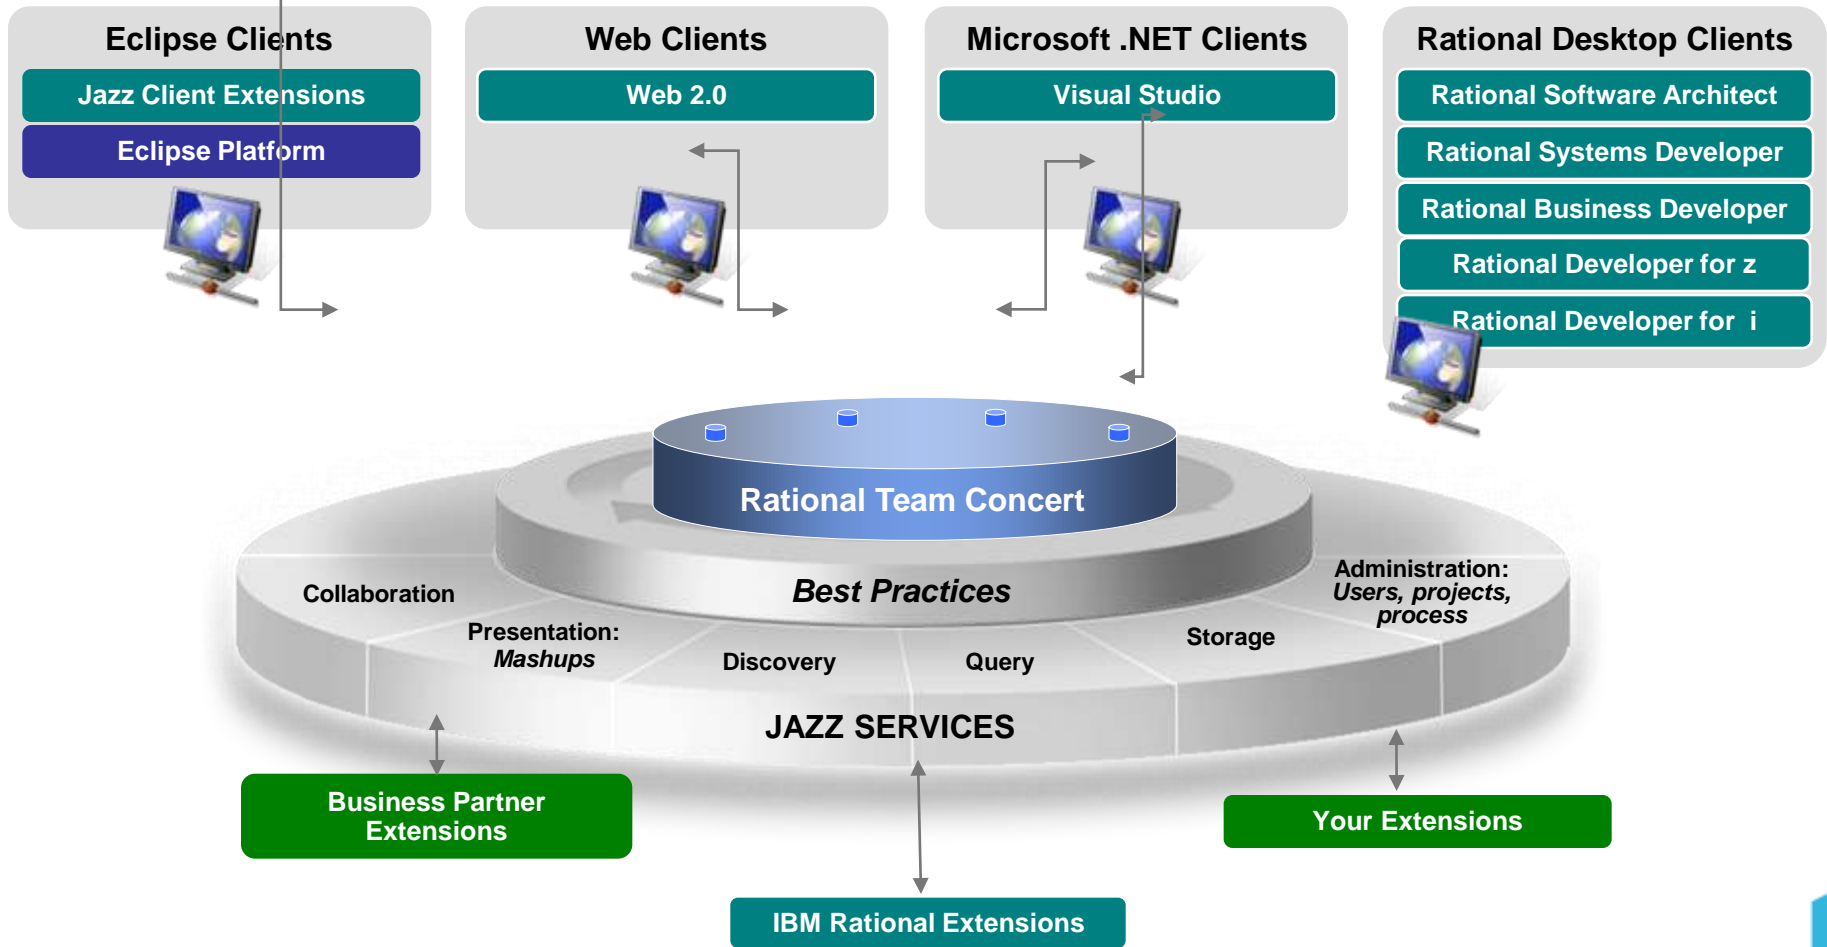 Eclipse Clients
Jazz Client Extensions
Eclipse Platform
Web Clients
Web 2.0
Microsoft .NET Clients
Visual Studio
Rational Desktop Clients
Rational Software Architect
Rational Systems Developer
Rational Business Developer
Rational Developer for z
Rational Developer for i
Rational Team Concert
Best Practices
Collaboration
Presentation:
Mashups
Discovery
Query
Storage
Administration:
Users, projects,
process
JAZZ SERVICES
Business Partner
Extensions
IBM Rational Extensions
Your Extensions